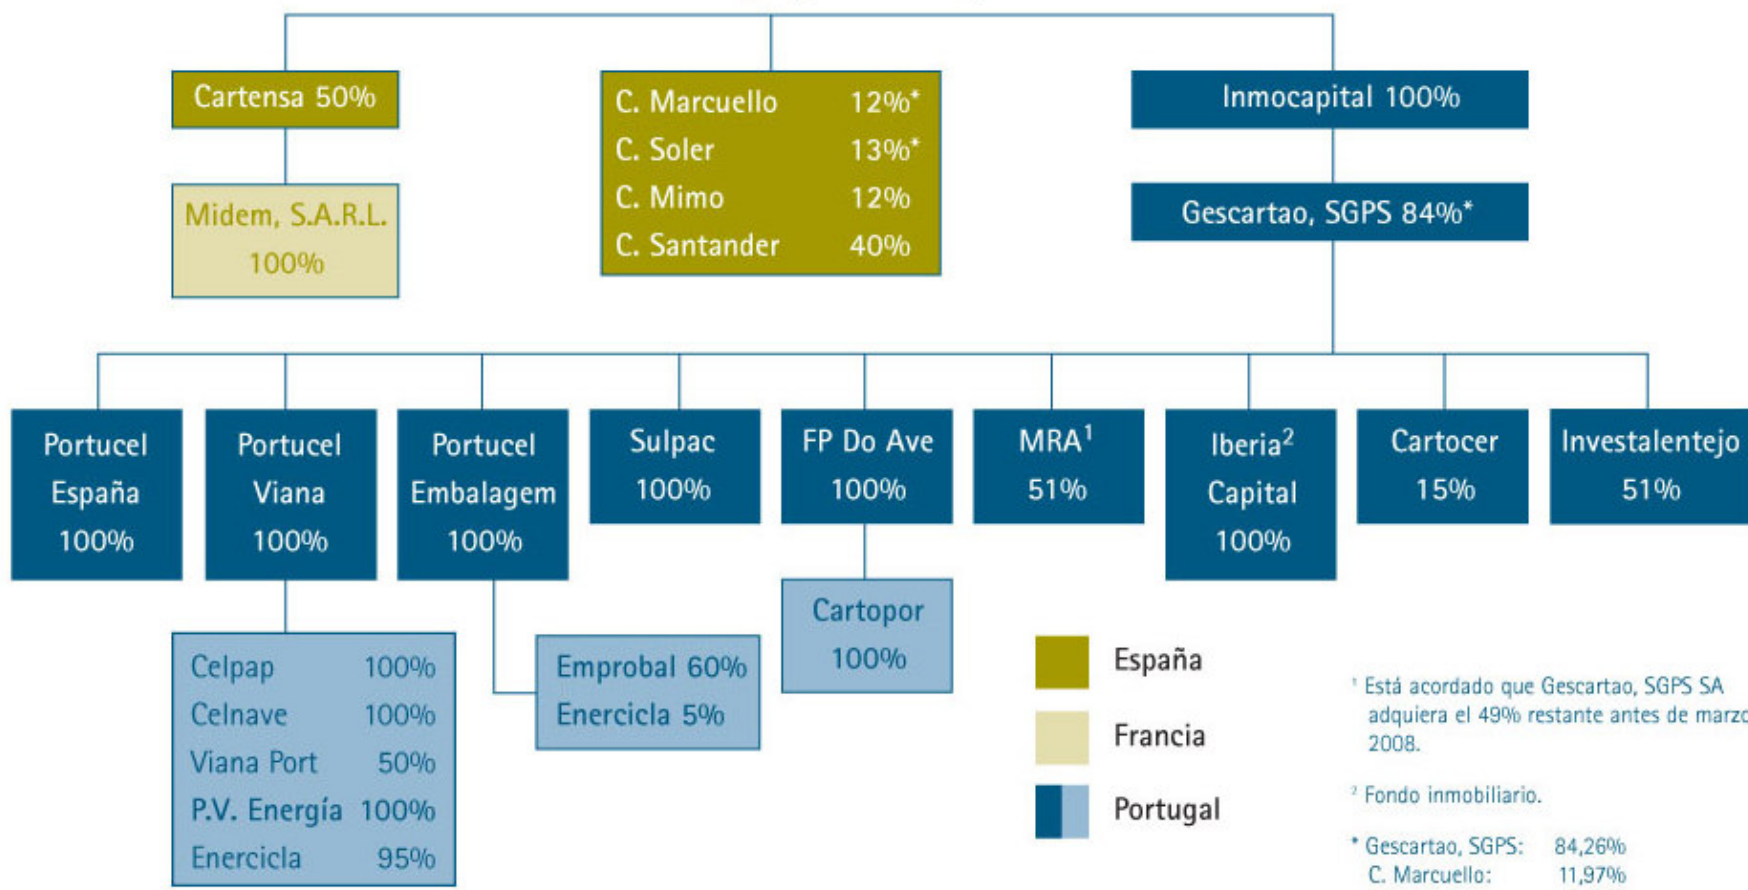 Cartensa 50%
Midem, S.A.R.L.
100%
C. Marcuello 12%*
C. Soler 13%*
C. Mimo 12%
C. Santander 40%
Inmocapital 100%
Gescartao, SGPS 84%*
Portucel
España
100%
Portucel
Viana
100%
Portucel
Embalagem
100%
Sulpac
100%
FP Do Ave
100%
MRA¹
51%
Iberia²
Capital
100%
Cartocer
15%
Investalentejo
51%
Celpap 100%
Celnave 100%
Viana Port 50%
P.V. Energía 100%
Enercicla 95%
Emprobal 60%
Enercicla 5%
Cartopor
100%
España
Francia
Portugal
¹ Está acordado que Gescartao, SGPS SA
adquiera el 49% restante antes de marzo
2008.
² Fondo inmobiliario.
* Gescartao, SGPS: 84,26%
C. Marcuello: 11,97%